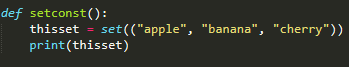 def setconst():
    thisset = set(("apple", "banana", "cherry"))
    print(thisset)